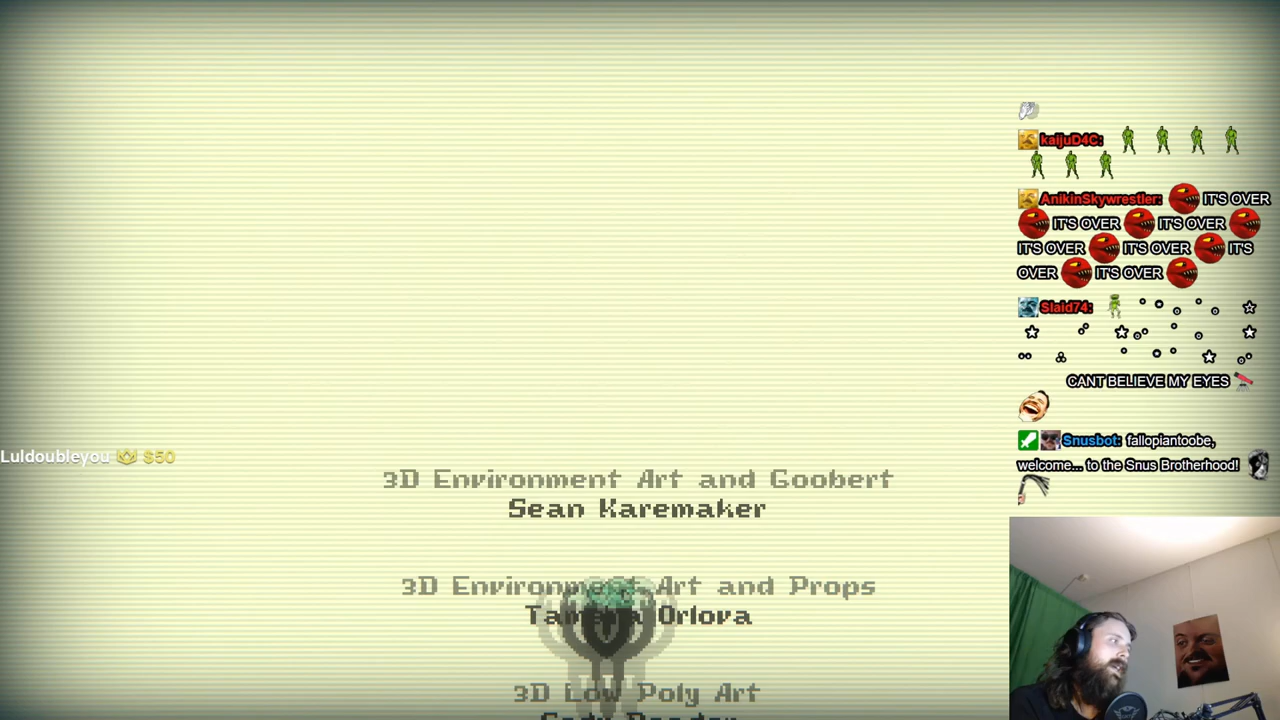 kaijuD4C:
AnikinSkywrestler: IT'S OVER
IT'S OVER IT'S OVER
IT'S OVER IT'S OVER IT'S
OVER IT'S OVER
Slaid74:
CANT BELIEVE MY EYES
Snusbot: fallopiantoobe,
welcome... to the Snus Brotherhood!
Luldoubleyou $50
3D Environment Art and Goobert
Sean Karemaker
3D Environment Art and Props
Orlova
3D Low Poly Art